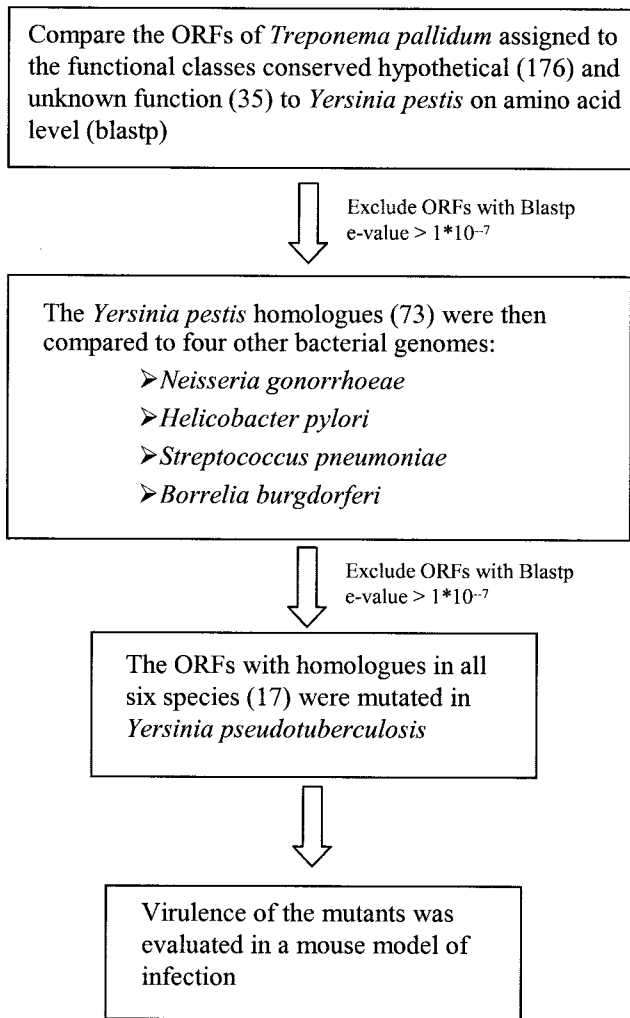 Compare the ORFs of Treponema pallidum assigned to
the functional classes conserved hypothetical (176) and
unknown function (35) to Yersinia pestis on amino acid
level (blastp)
Exclude ORFs with Blastp
e-value > 1*10⁻⁷
The Yersinia pestis homologues (73) were then
compared to four other bacterial genomes:
➢Neisseria gonorrhoeae
➢Helicobacter pylori
➢Streptococcus pneumoniae
➢Borrelia burgdorferi
Exclude ORFs with Blastp
e-value > 1*10⁻⁷
The ORFs with homologues in all
six species (17) were mutated in
Yersinia pseudotuberculosis
Virulence of the mutants was
evaluated in a mouse model of
infection